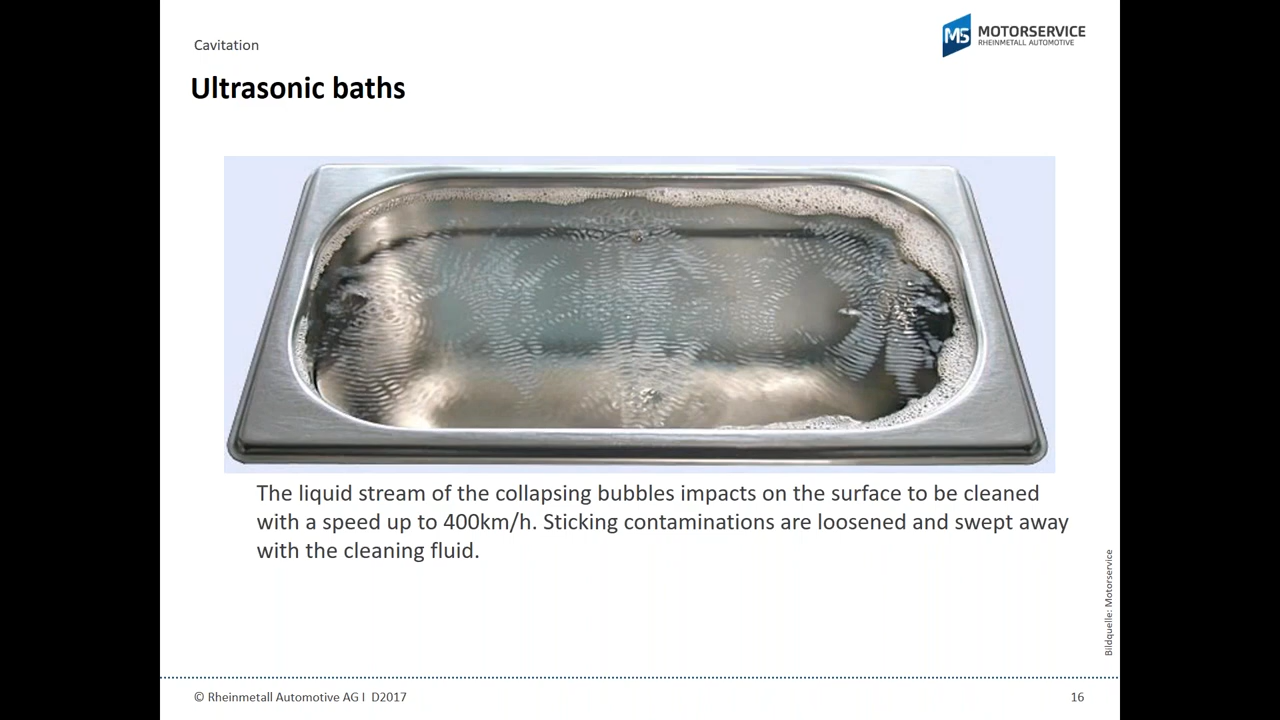 Cavitation
MS MOTORSERVICE
RHEINMETALL AUTOMOTIVE
Ultrasonic baths
The liquid stream of the collapsing bubbles impacts on the surface to be cleaned
with a speed up to 400km/h. Sticking contaminations are loosened and swept away
with the cleaning fluid.
Bildquelle: Motorservice
© Rheinmetall Automotive AG I D2017
16